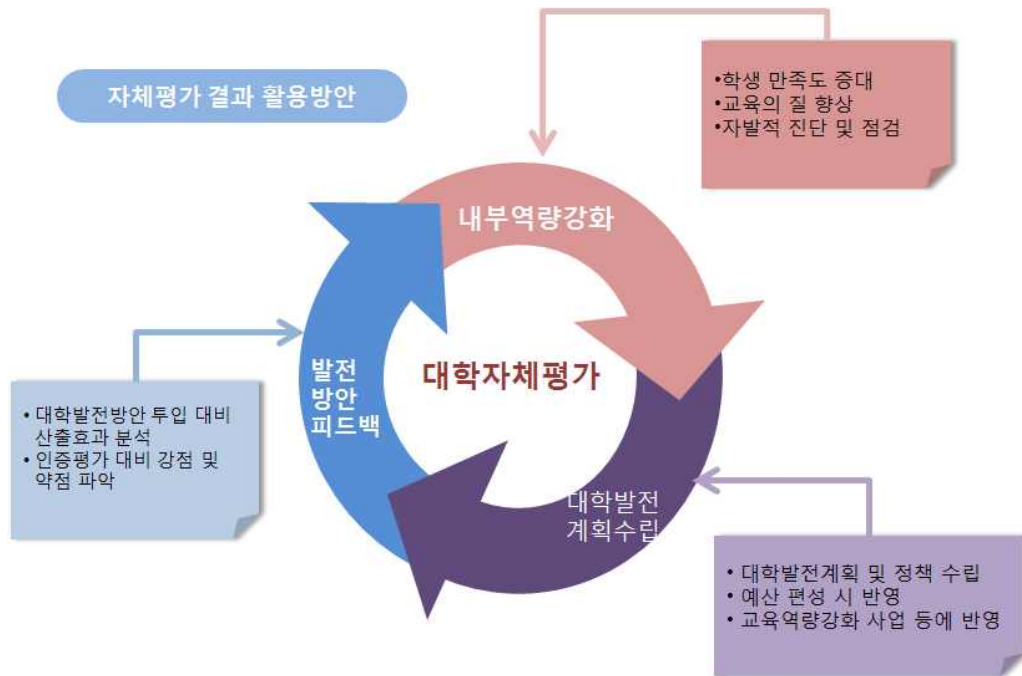 자체평가 결과 활용방안
•학생 만족도 증대
•교육의 질 향상
•자발적 진단 및 점검
내부역량강화
대학자체평가
발전
방안
피드백
• 대학발전방안 투입 대비
산출효과 분석
• 인증평가 대비 강점 및
약점 파악
대학발전
계획수립
• 대학발전계획 및 정책 수립
• 예산 편성 시 반영
• 교육역량강화 사업 등에 반영